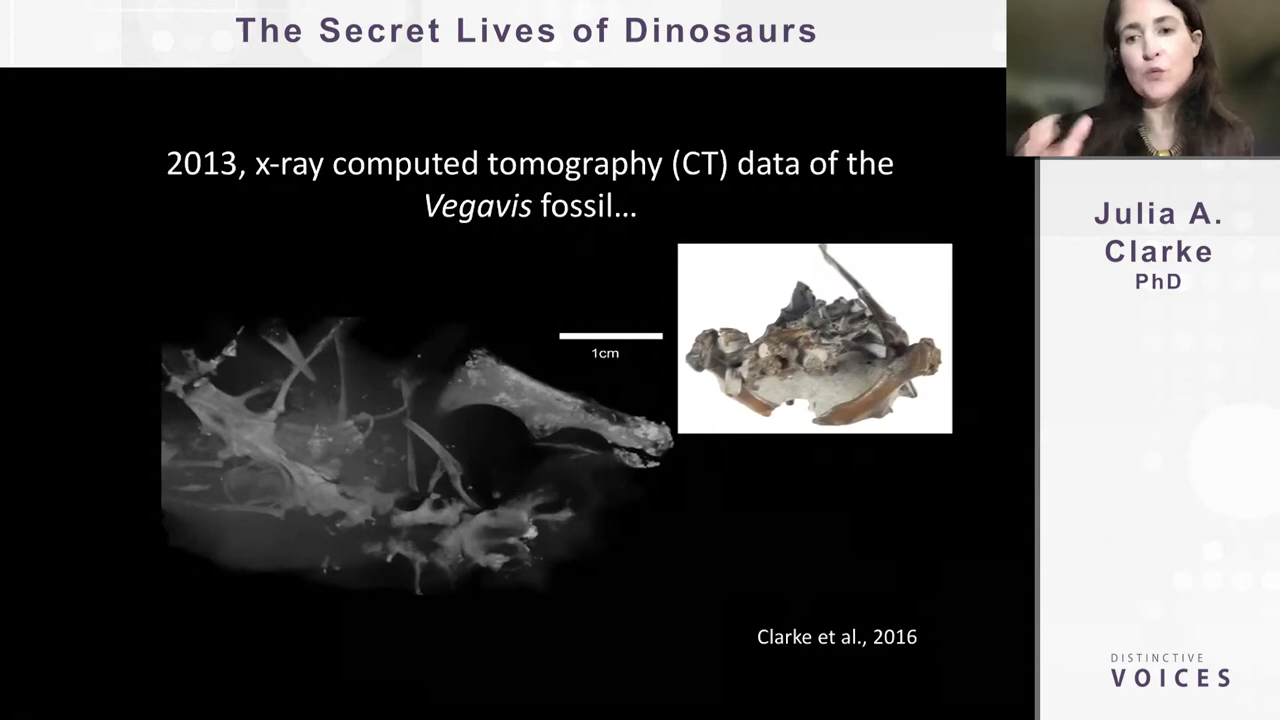 The Secret Lives of Dinosaurs
2013, x-ray computed tomography (CT) data of the
Vegavis fossil...
1cm
Clarke et al., 2016
Julia A.
Clarke
PhD
DISTINCTIVE
VOICES